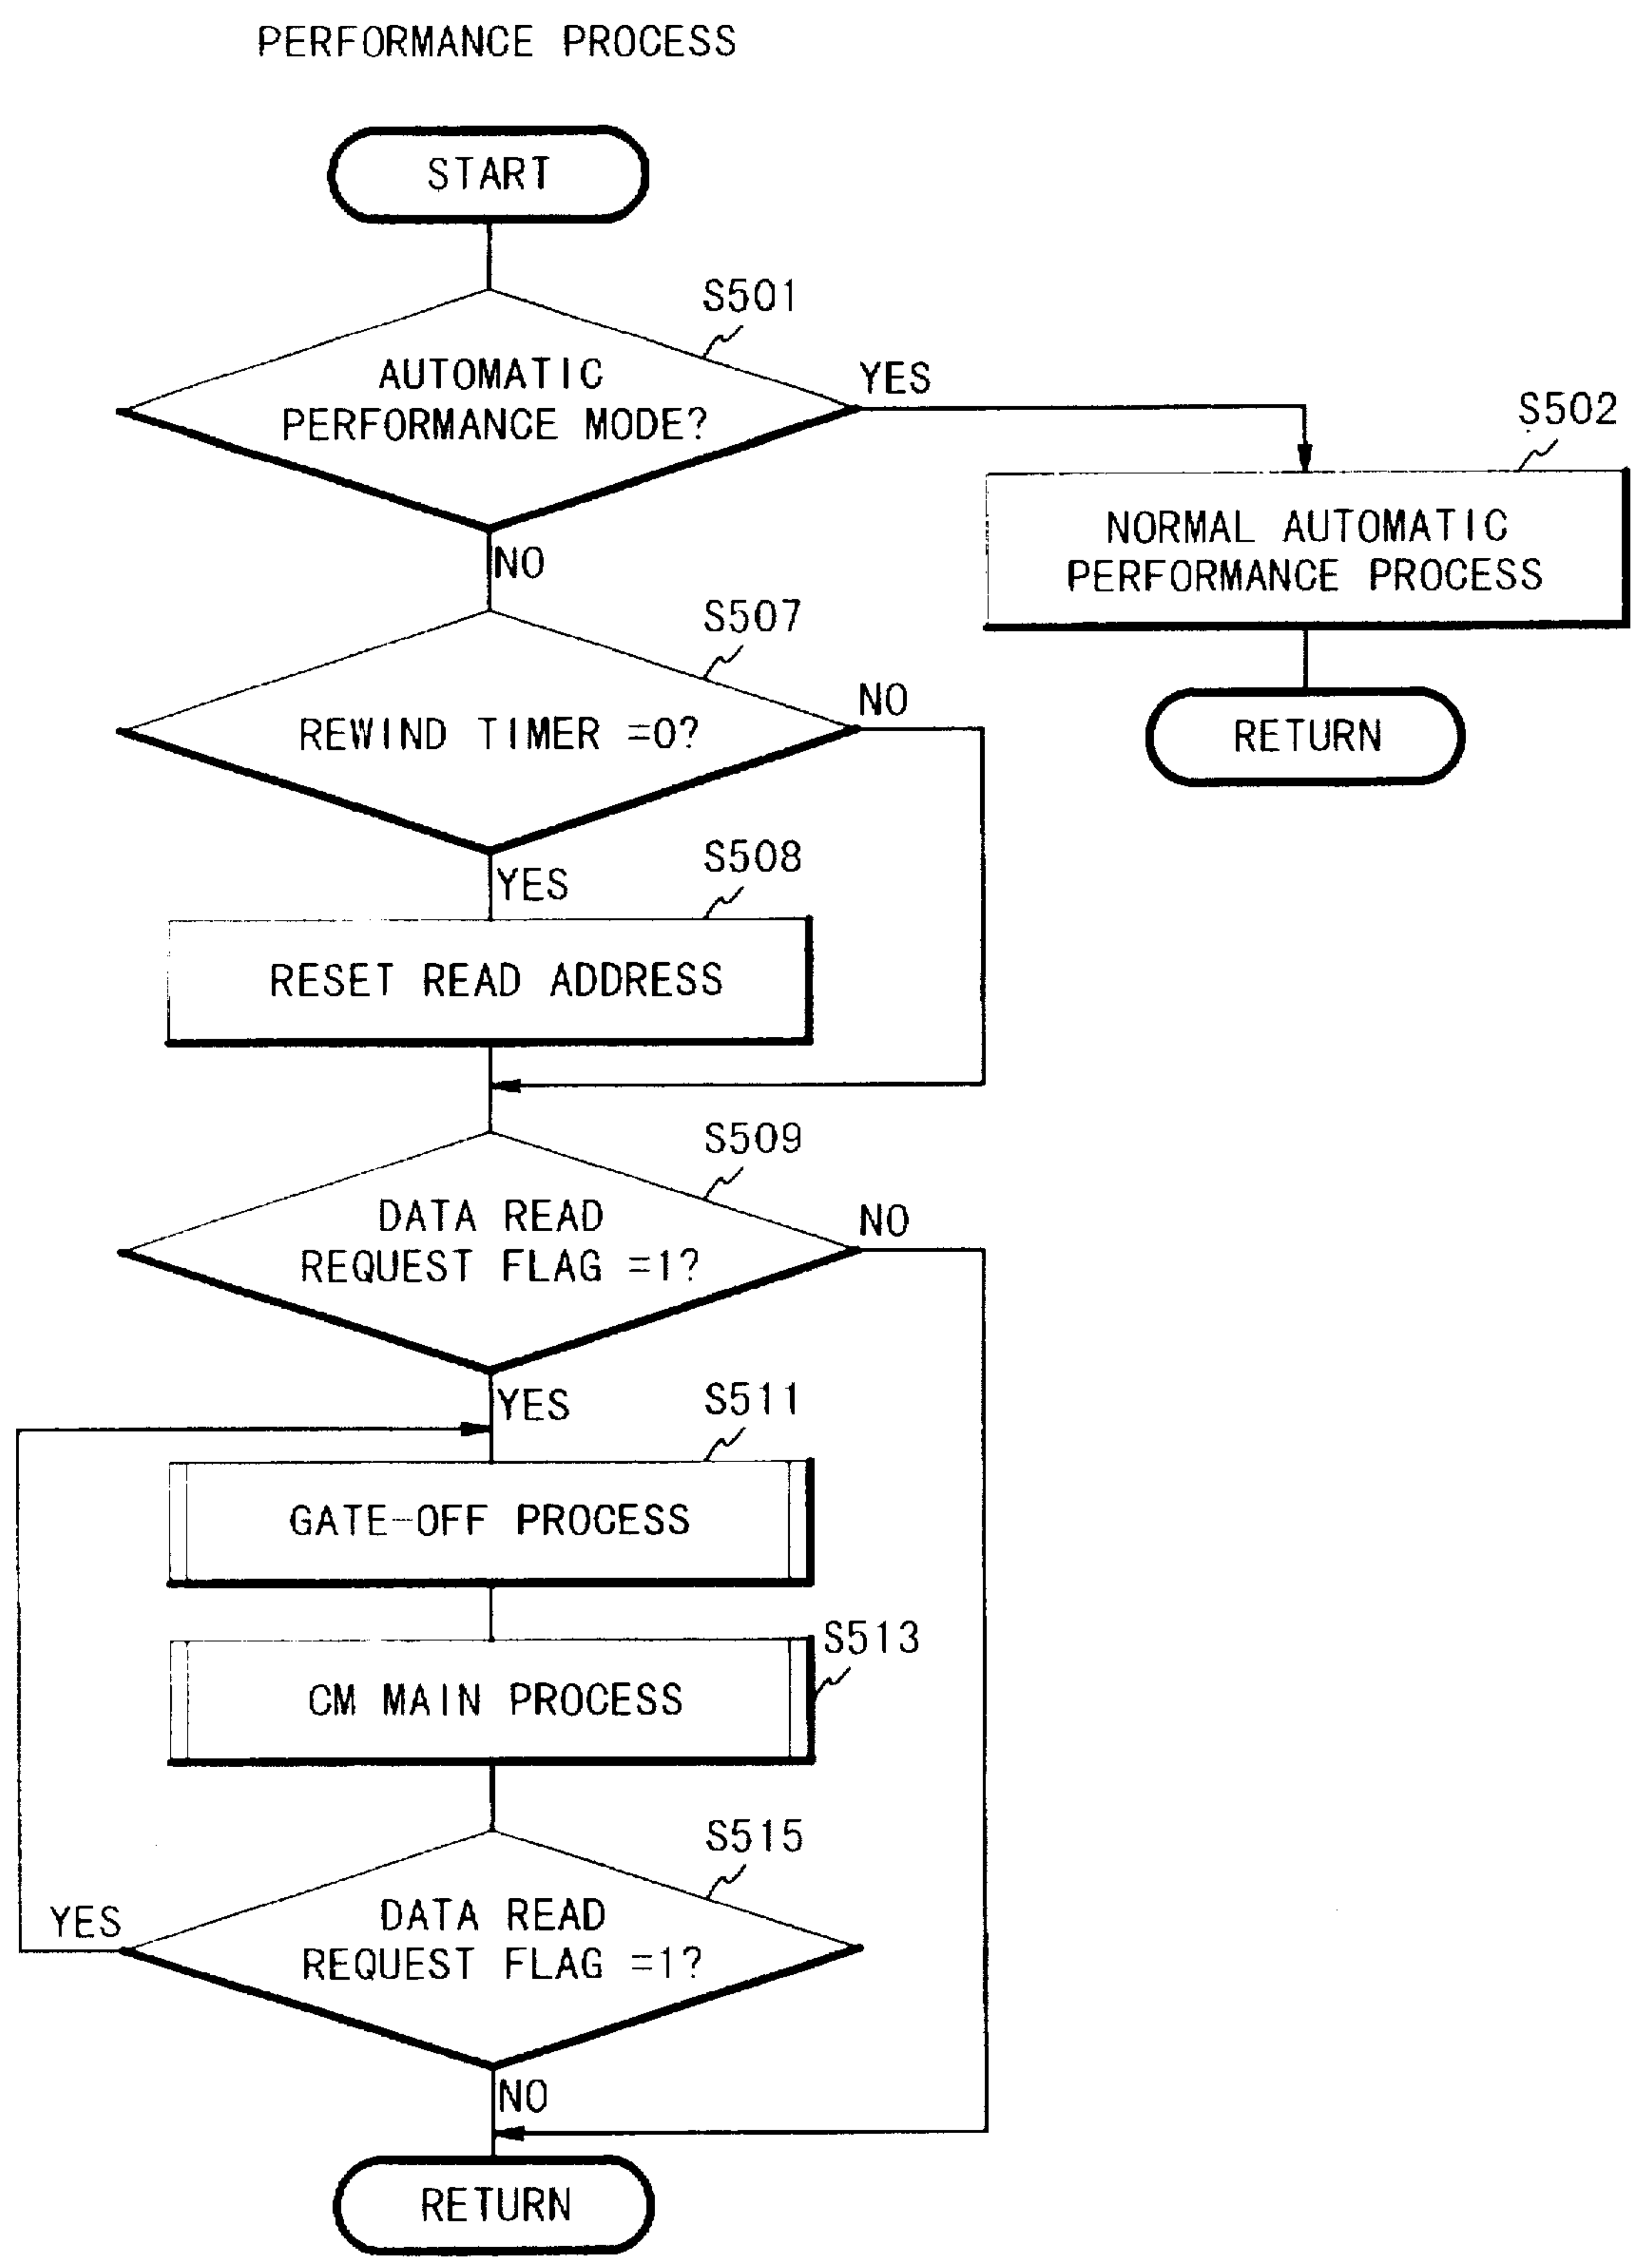 PERFORMANCE PROCESS
START
S501
AUTOMATIC
PERFORMANCE MODE?
YES
S502
NORMAL AUTOMATIC
PERFORMANCE PROCESS
RETURN
NO
S507
REWIND TIMER =0?
NO
YES
S508
RESET READ ADDRESS
S509
DATA READ
REQUEST FLAG =1?
NO
YES
S511
GATE-OFF PROCESS
S513
CM MAIN PROCESS
S515
DATA READ
REQUEST FLAG =1?
YES
NO
RETURN